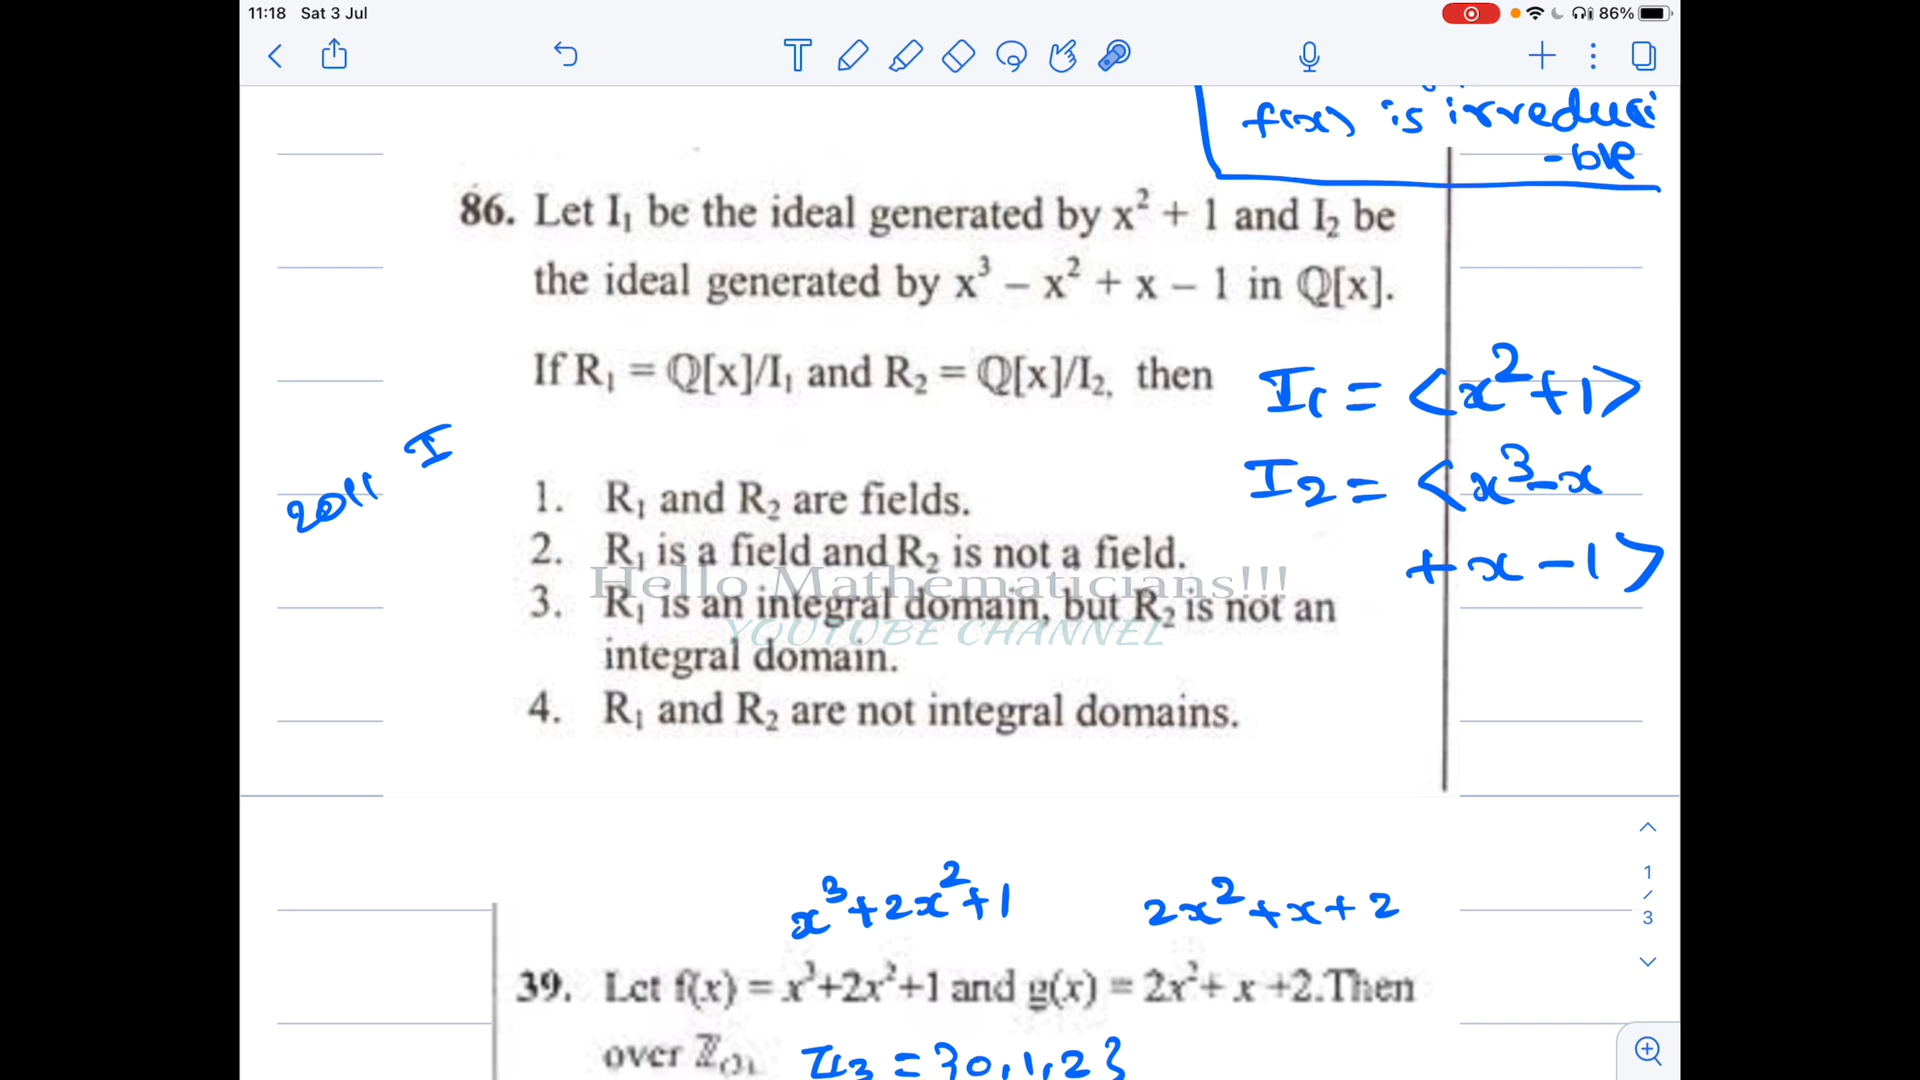 11:18 Sat 3 Jul
86%
f(x) is irreduci
-ble
86. Let I₁ be the ideal generated by x² + 1 and I₂ be
the ideal generated by x³ − x² + x − 1 in ℚ[x].
If R₁ = ℚ[x]/I₁ and R₂ = ℚ[x]/I₂, then
I₁ = <x²+1>
I
2011
I₂ = <x³-x
+x-1>
1. R₁ and R₂ are fields.
2. R₁ is a field and R₂ is not a field.
Hello Mathematicians!!!
3. R₁ is an integral domain, but R₂ is not an
YOUTUBE CHANNEL
integral domain.
4. R₁ and R₂ are not integral domains.
1
/
3
x³+2x²+1 2x²+x+2
39. Let f(x) = x³+2x²+1 and g(x) = 2x²+ x +2.Then
over ℤ₍₃₎,
ℤ₃ = {0,1,2}